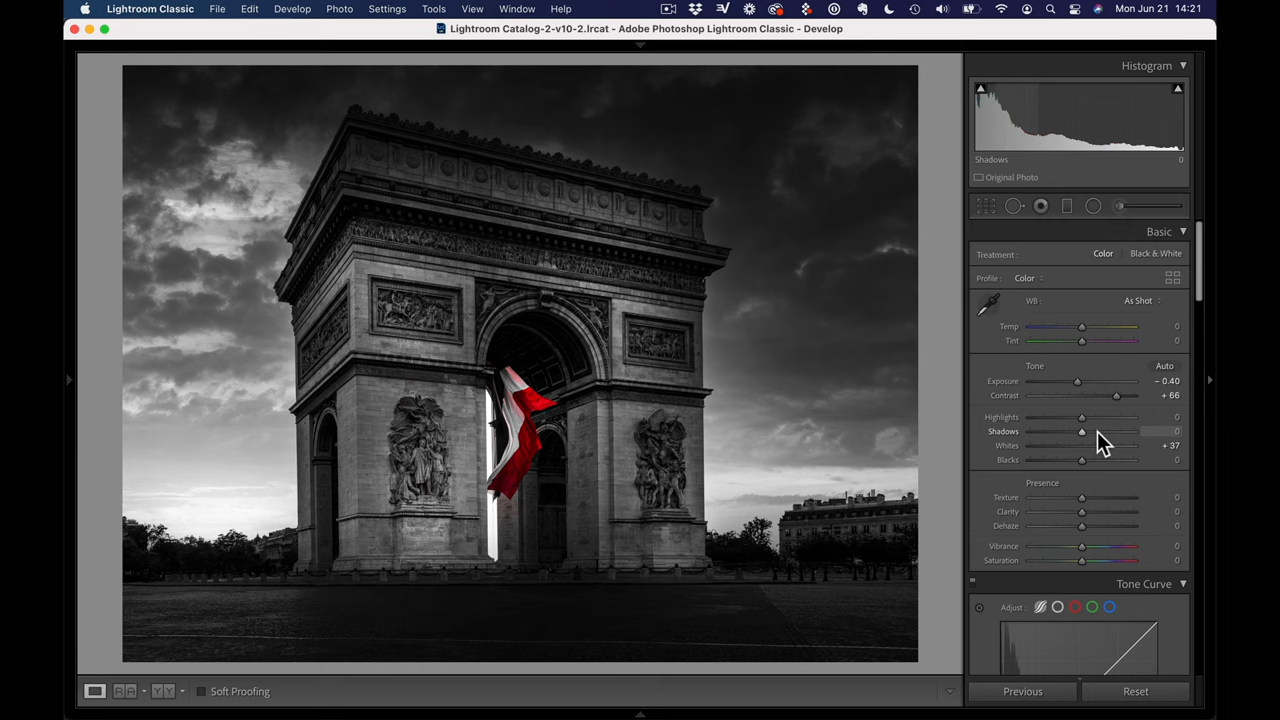 Lightroom Classic File Edit Develop Photo Settings Tools View Window Help Mon Jun 21 14:21
Lightroom Catalog-2-v10-2.lrcat - Adobe Photoshop Lightroom Classic - Develop
Histogram
Shadows 0
Original Photo
Basic
Treatment : Color Black & White
Profile : Color
WB : As Shot
Temp 0
Tint 0
Tone Auto
Exposure − 0.40
Contrast + 66
Highlights 0
Shadows 0
Whites + 37
Blacks 0
Presence
Texture 0
Clarity 0
Dehaze 0
Vibrance 0
Saturation 0
Tone Curve
Adjust :
R A Y Y Soft Proofing
Previous Reset